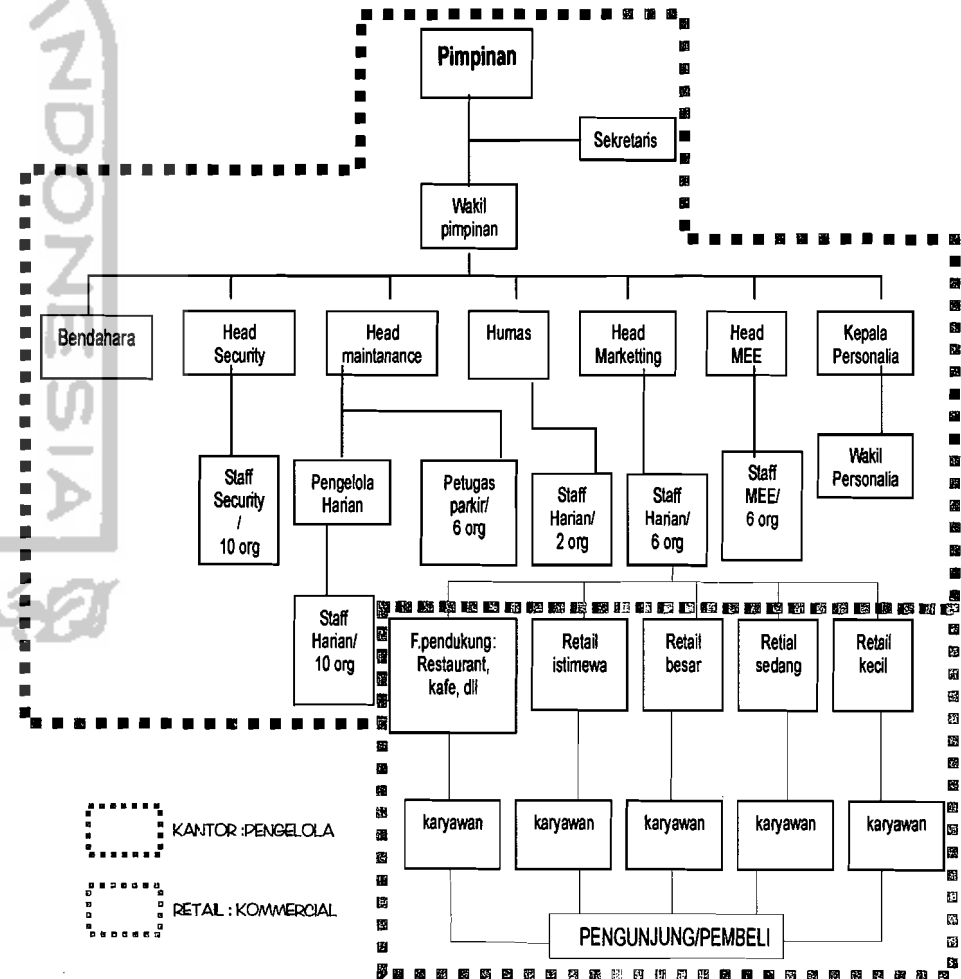 Pimpinan
Sekretaris
Wakil
pimpinan
Bendahara
Head
Security
Head
maintanance
Humas
Head
Marketting
Head
MEE
Kepala
Personalia
Staff
Security
/
10 org
Pengelola
Harian
Petugas
parkir/
6 org
Staff
Harian/
2 org
Staff
Harian/
6 org
Staff
MEE/
6 org
Wakil
Personalia
Staff
Harian/
10 org
F.pendukung:
Restaurant,
kafe, dll
Retail
istimewa
Retail
besar
Retial
sedang
Retail
kecil
karyawan
karyawan
karyawan
karyawan
karyawan
PENGUNJUNG/PEMBELI
KANTOR :PENGELOLA
RETAIL : KOMMERCIAL
NDONESIA